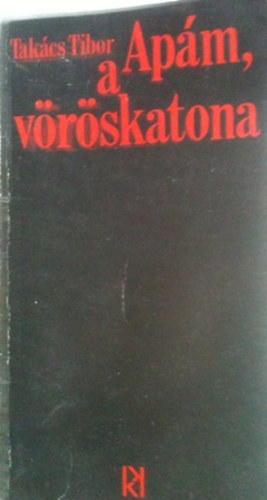 Takács Tibor Apám,
a
vöröskatona